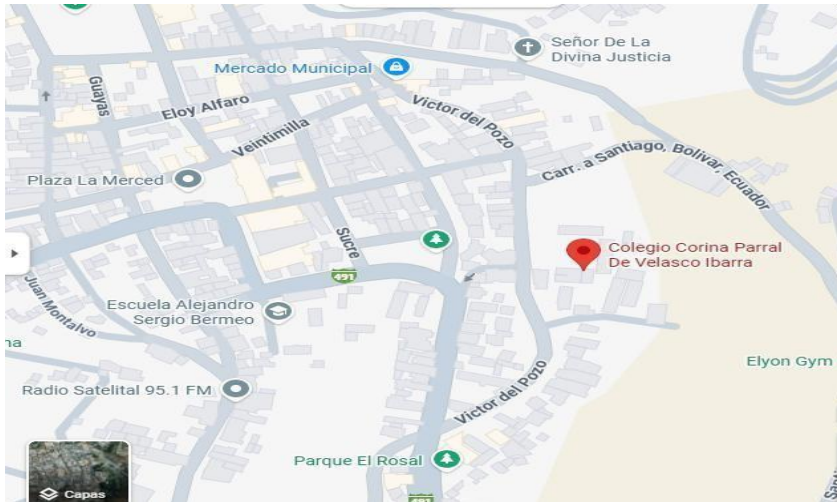 Señor De La
Divina Justicia
Mercado Municipal
Guayas
Eloy Alfaro
Victor del Pozo
Veintimilla
Carr. a Santiago, Bolivar, Ecuador
Plaza La Merced
Sucre
Colegio Corina Parral
De Velasco Ibarra
491
Juan Montalvo
Escuela Alejandro
Sergio Bermeo
na
Elyon Gym
Radio Satelital 95.1 FM
Victor del Pozo
Parque El Rosal
Capas
491